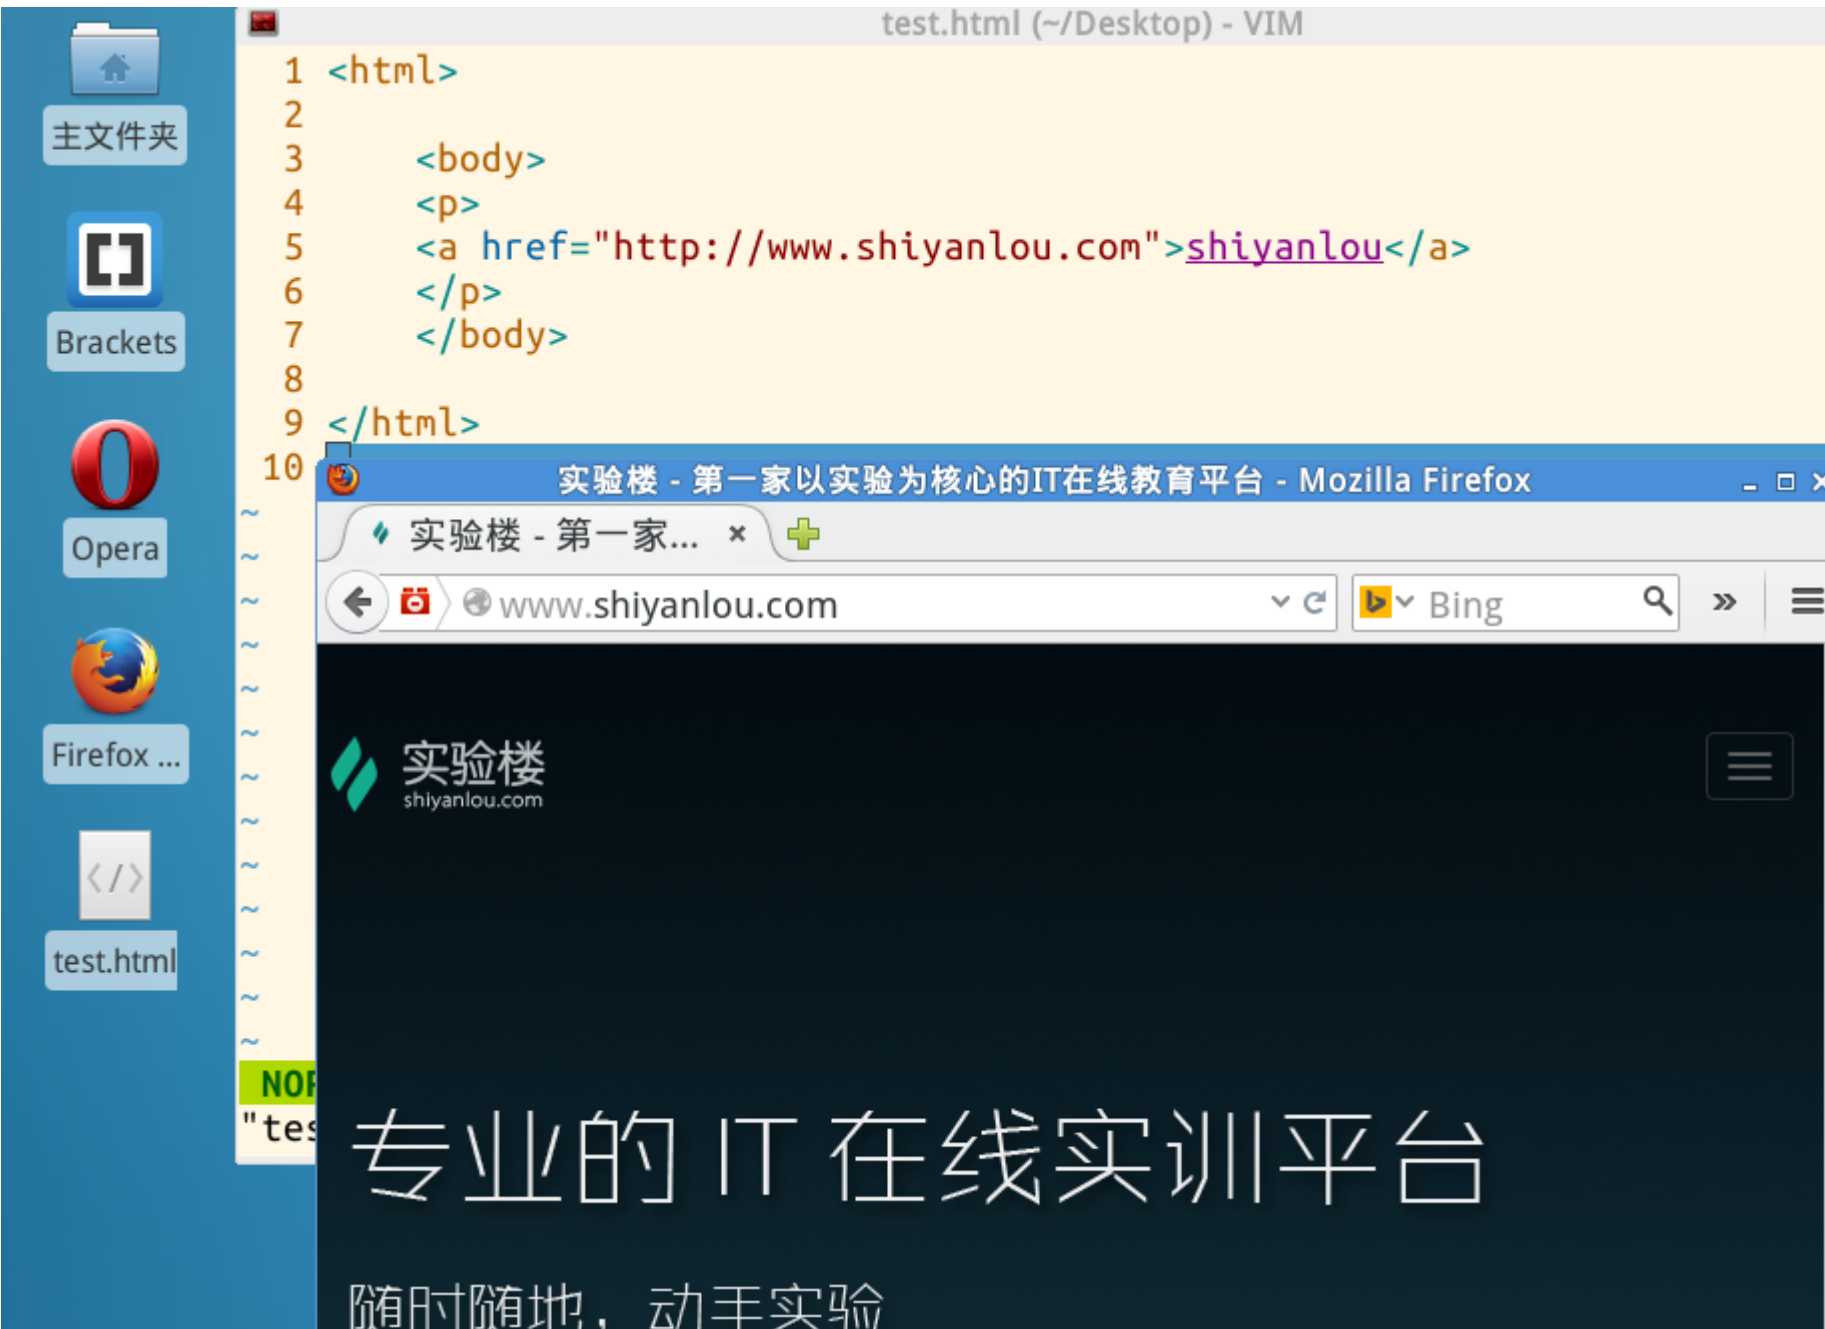 主文件夹
Brackets
Opera
Firefox ...
test.html
test.html (~/Desktop) - VIM
1 <html>
2
3 <body>
4 <p>
5 <a href="http://www.shiyanlou.com">shiyanlou</a>
6 </p>
7 </body>
8
9 </html>
10
~
~
~
~
~
~
~
~
~
~
~
~
~
NOR
"tes
实验楼 - 第一家以实验为核心的IT在线教育平台 - Mozilla Firefox
实验楼 - 第一家...
www.shiyanlou.com
Bing
实验楼
shiyanlou.com
专业的 IT 在线实训平台
随时随地，动手实验